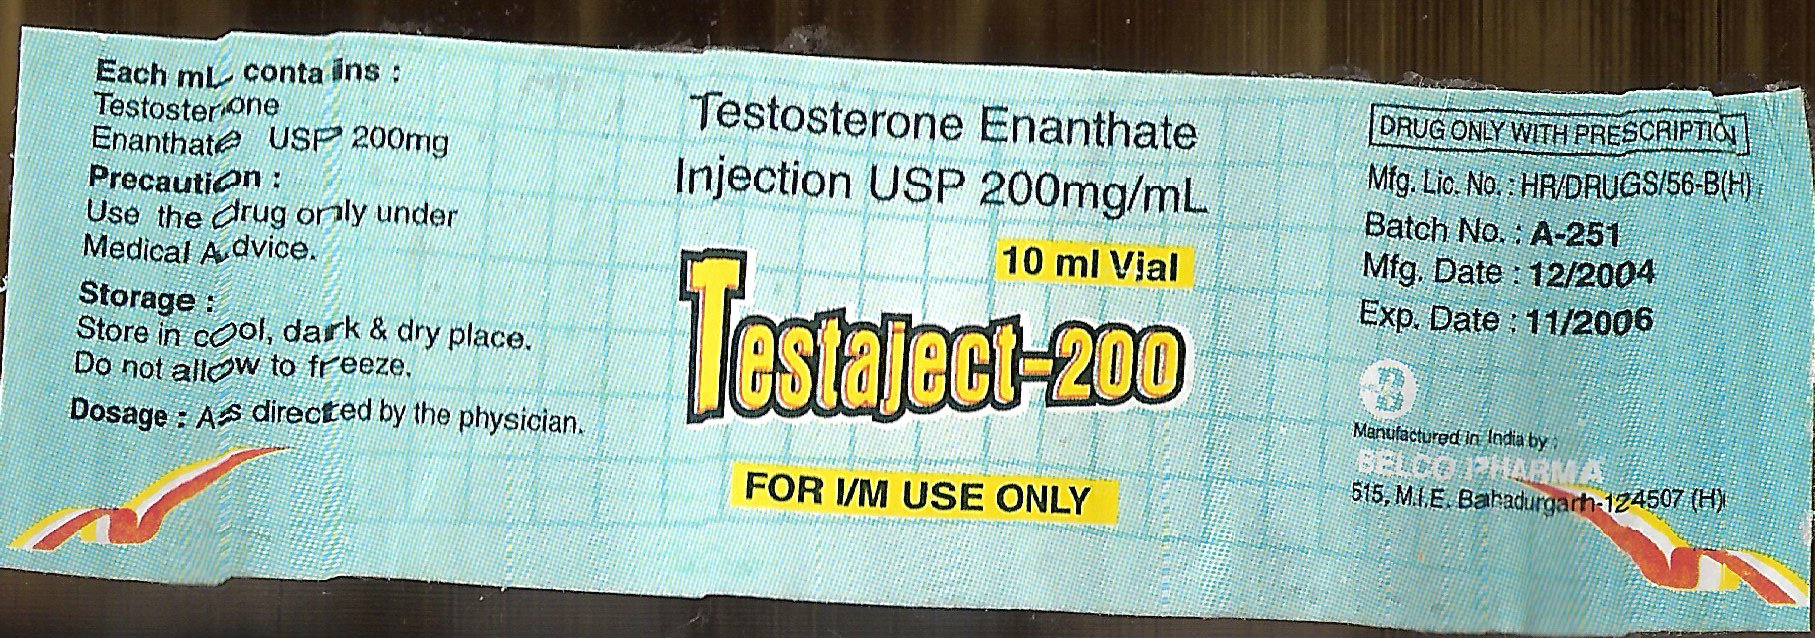 Each mL contains :
Testosterone
Enanthate USP 200mg
Precaution :
Use the drug only under
Medical Advice.
Storage :
Store in cool, dark & dry place.
Do not allow to freeze.
Dosage : As directed by the physician.
Testosterone Enanthate
Injection USP 200mg/mL
10 ml Vial
Testaject-200
FOR I/M USE ONLY
DRUG ONLY WITH PRESCRIPTION
Mfg. Lic. No. : HR/DRUGS/56-B(H)
Batch No. : A-251
Mfg. Date : 12/2004
Exp. Date : 11/2006
Manufactured in India by :
BELCO PHARMA
515, M.I.E. Bahadurgarh-124507 (H)